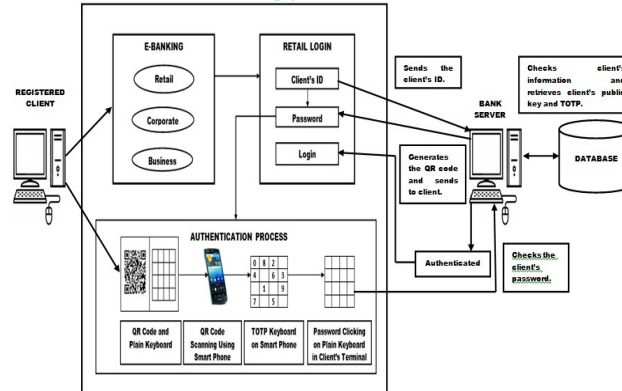 E-BANKING
Retail
Corporate
Business
RETAIL LOGIN
Client's ID
Password
Login
REGISTERED
CLIENT
Sends the
client's ID.
BANK
SERVER
Checks client's
information and
retrieves client's public
key and TOTP.
DATABASE
Generates
the QR code
and sends
to client.
Authenticated
Checks the
client's
password.
AUTHENTICATION PROCESS
0 8 2
4 6 3
1 9
7 5
QR Code and
Plain Keyboard
QR Code
Scanning Using
Smart Phone
TOTP Keyboard
on Smart Phone
Password Clicking
on Plain Keyboard
in Client's Terminal